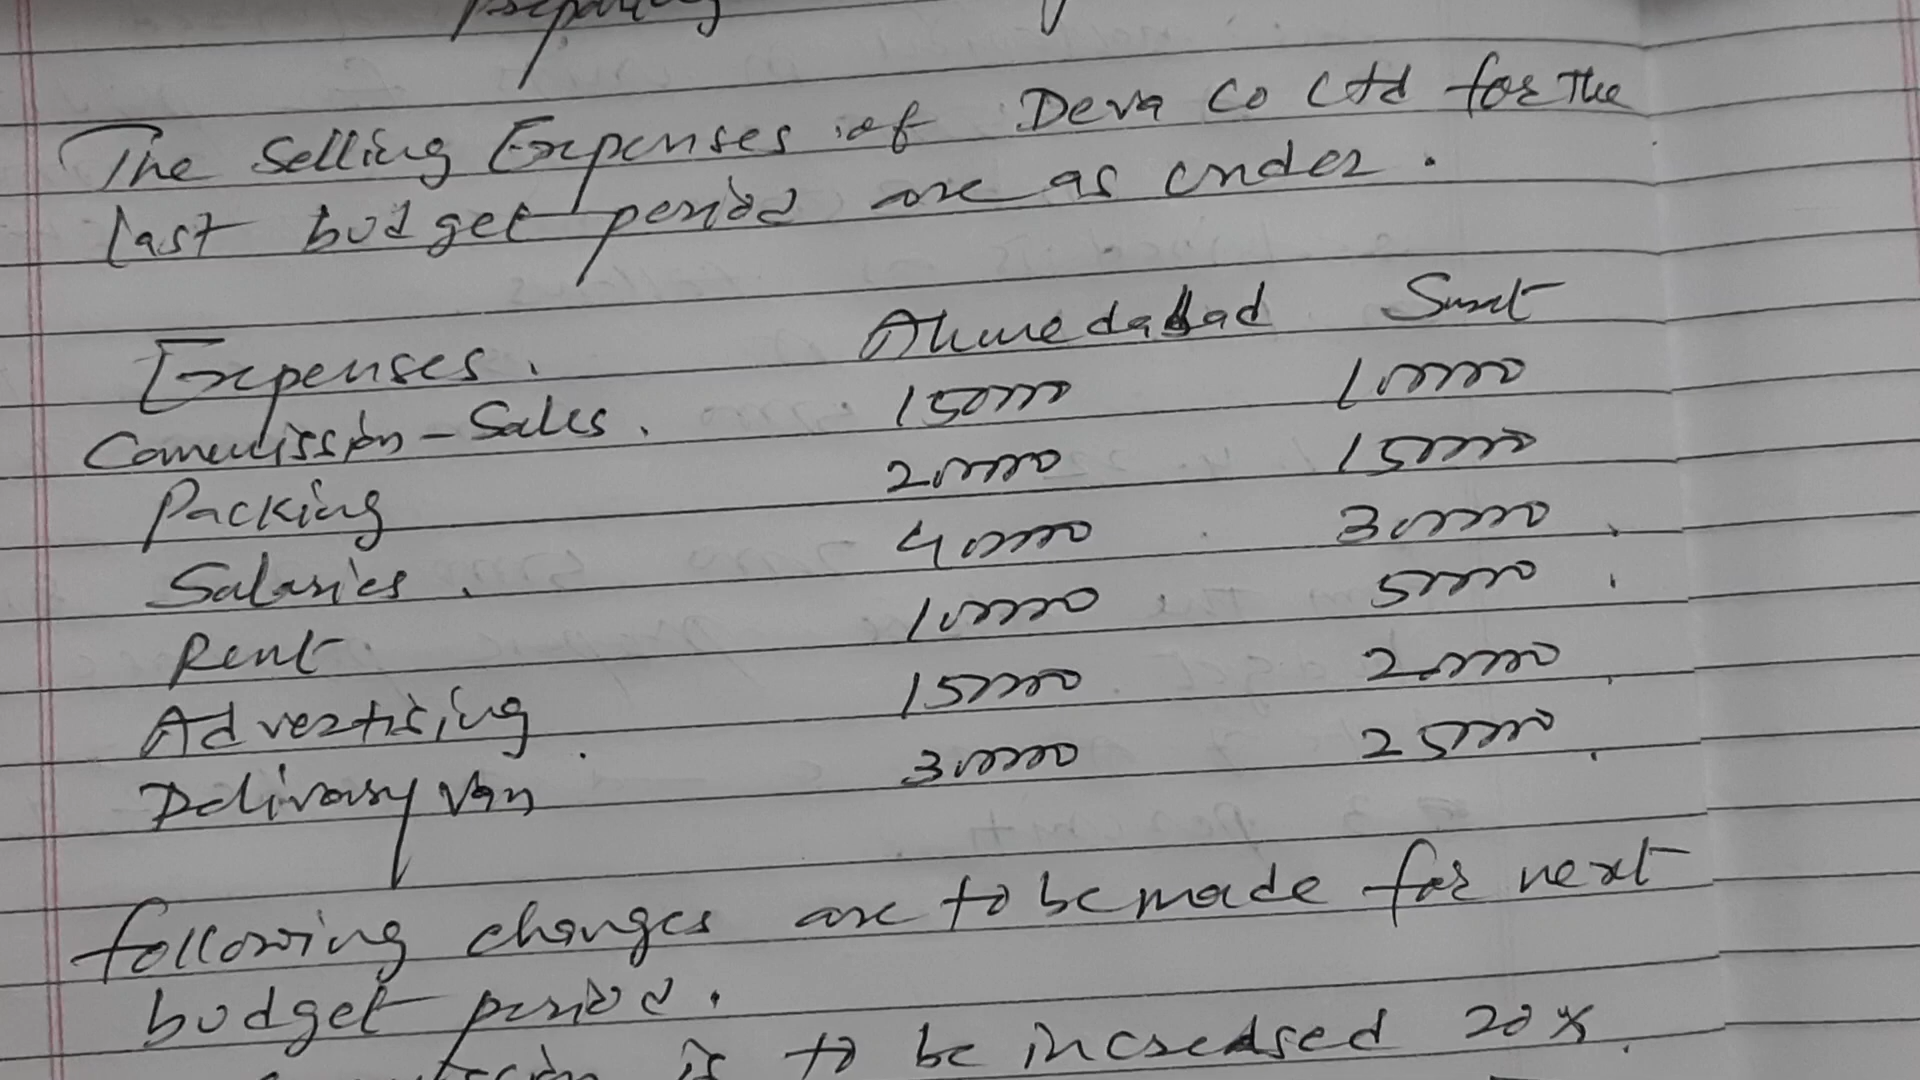 The Selling Expenses of Deva Co Ltd for the
last budget period are as under.
Expenses. Ahmedabad Surat
Commission - Sales. 15000 10000
Packing 20000 15000
Salaries. 40000 30000
Rent 10000 5000
Advertising 15000 20000
Delivery Van 30000 25000
following changes are to be made for next
budget period.
is to be increased 20%.